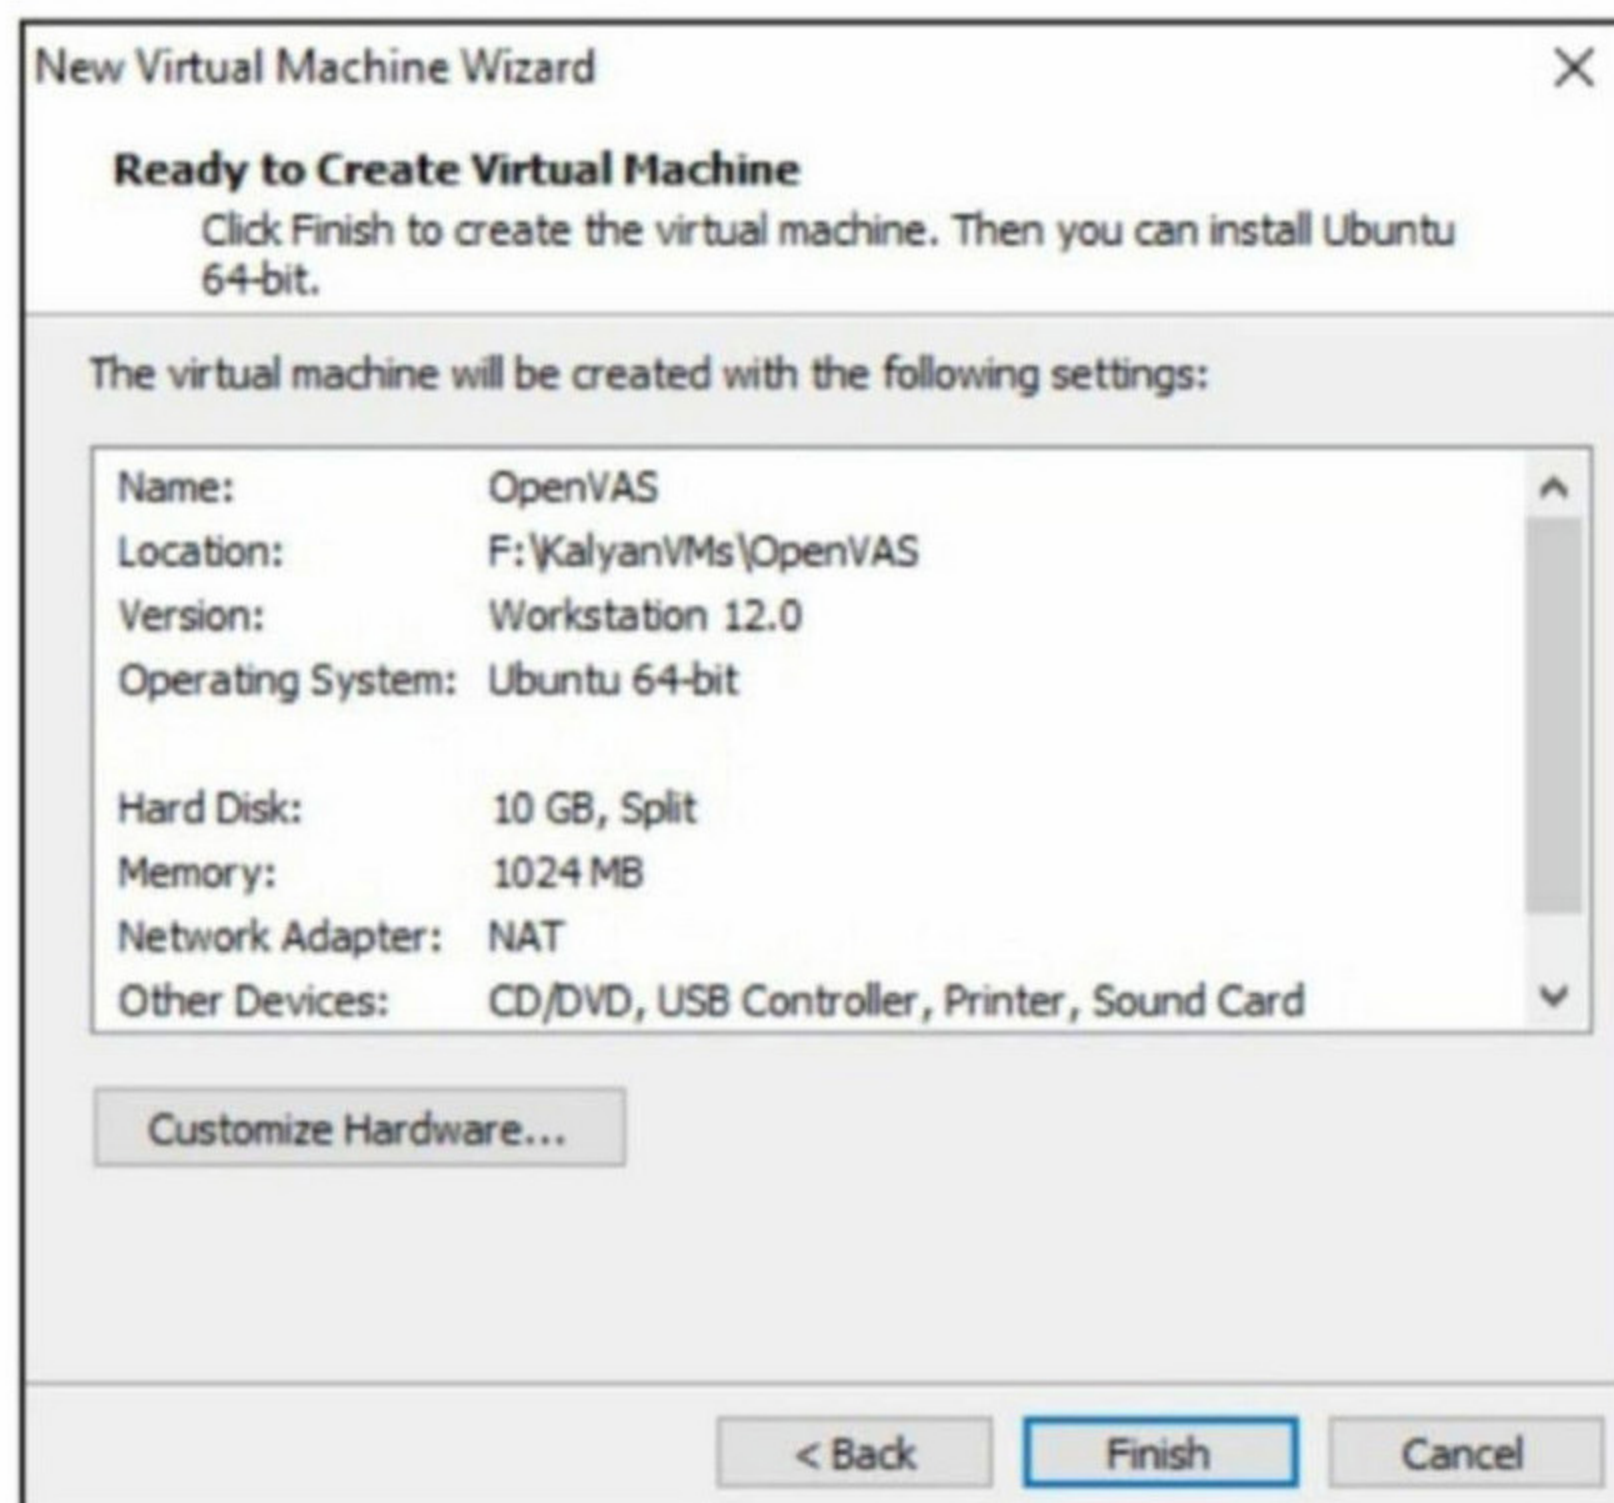 New Virtual Machine Wizard
Ready to Create Virtual Machine
Click Finish to create the virtual machine. Then you can install Ubuntu
64-bit.
The virtual machine will be created with the following settings:
Name: OpenVAS
Location: F:\KalyanVMs\OpenVAS
Version: Workstation 12.0
Operating System: Ubuntu 64-bit
Hard Disk: 10 GB, Split
Memory: 1024 MB
Network Adapter: NAT
Other Devices: CD/DVD, USB Controller, Printer, Sound Card
Customize Hardware...
< Back Finish Cancel